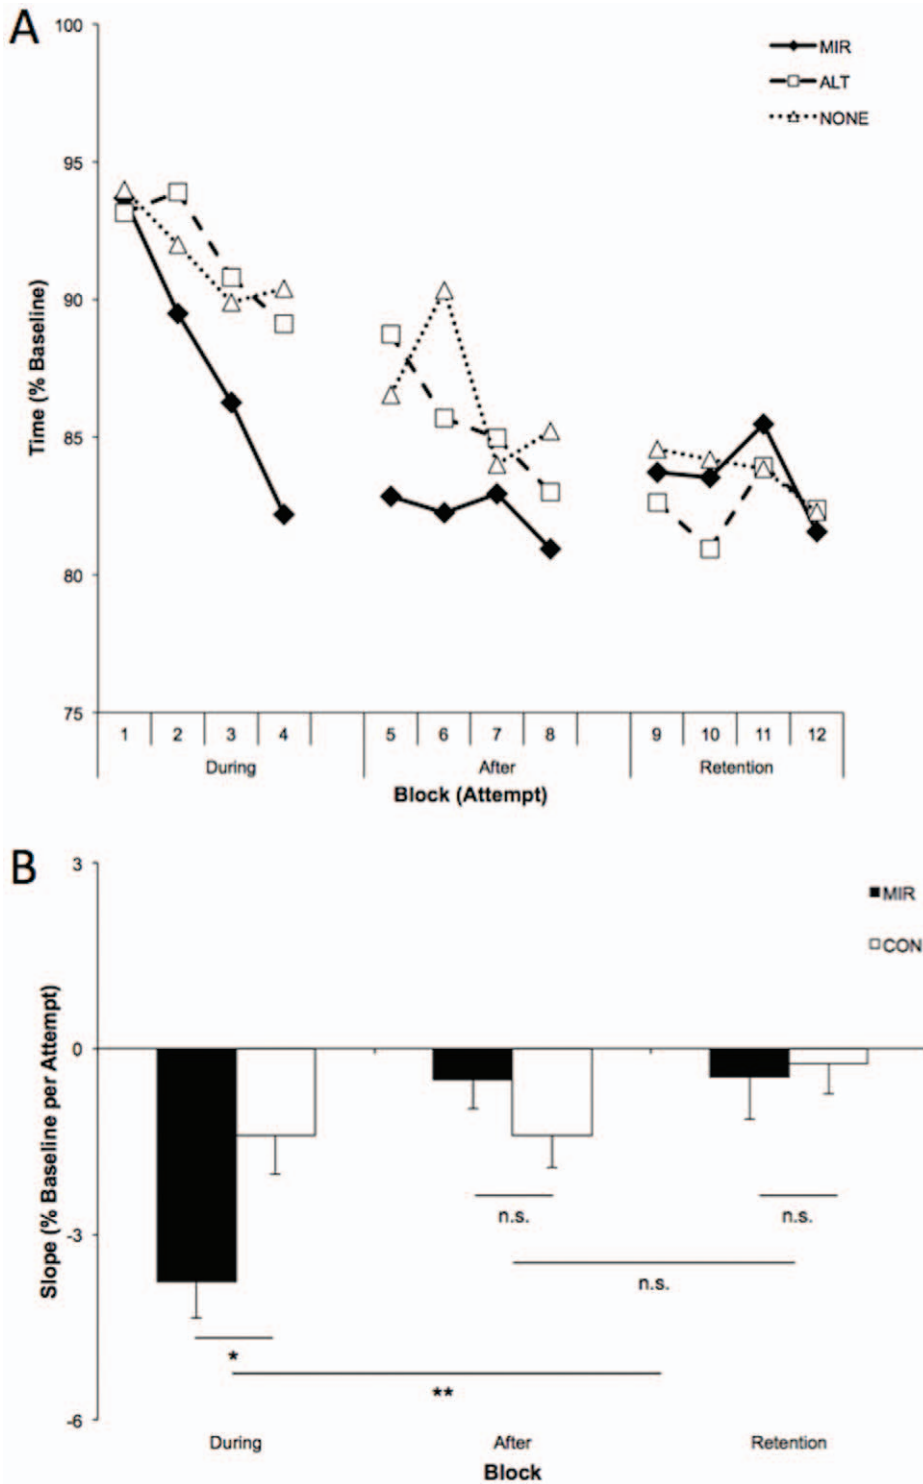 A
100
MIR
ALT
NONE
95
90
85
80
75
Time (% Baseline)
1 2 3 4 5 6 7 8 9 10 11 12
During After Retention
Block (Attempt)
B
3
MIR
CON
0
-3
-6
Slope (% Baseline per Attempt)
n.s. n.s.
n.s.
*
**
During After Retention
Block